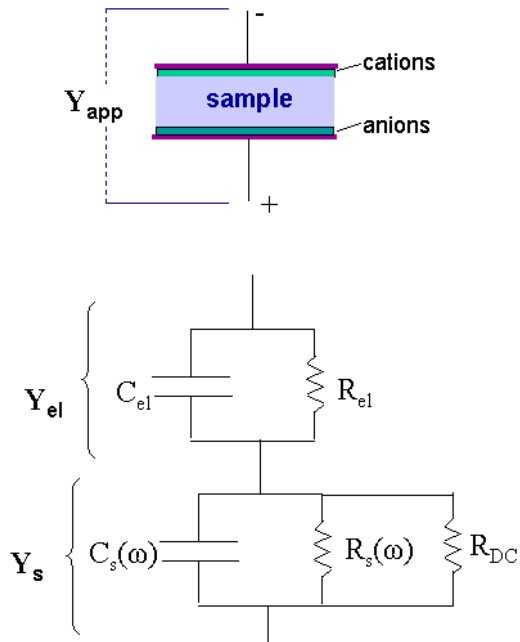 -
cations
Y_app
sample
anions
+
Y_el
C_el
R_el
Y_s
C_s(ω)
R_s(ω)
R_DC